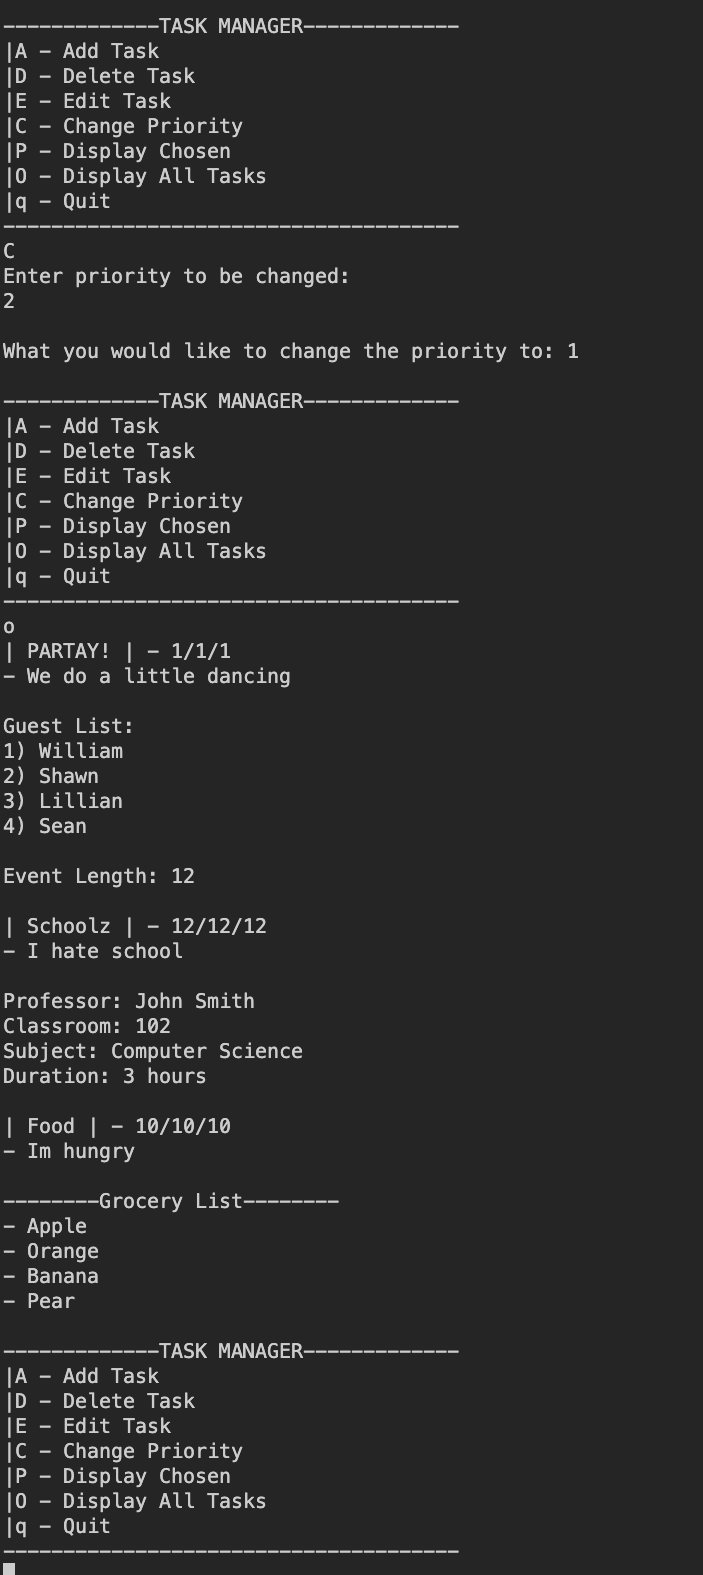 -------------TASK MANAGER-------------
|A - Add Task
|D - Delete Task
|E - Edit Task
|C - Change Priority
|P - Display Chosen
|O - Display All Tasks
|q - Quit
--------------------------------------
C
Enter priority to be changed:
2
What you would like to change the priority to: 1
-------------TASK MANAGER-------------
|A - Add Task
|D - Delete Task
|E - Edit Task
|C - Change Priority
|P - Display Chosen
|O - Display All Tasks
|q - Quit
--------------------------------------
o
| PARTAY! | - 1/1/1
- We do a little dancing
Guest List:
1) William
2) Shawn
3) Lillian
4) Sean
Event Length: 12
| Schoolz | - 12/12/12
- I hate school
Professor: John Smith
Classroom: 102
Subject: Computer Science
Duration: 3 hours
| Food | - 10/10/10
- Im hungry
--------Grocery List--------
- Apple
- Orange
- Banana
- Pear
-------------TASK MANAGER-------------
|A - Add Task
|D - Delete Task
|E - Edit Task
|C - Change Priority
|P - Display Chosen
|O - Display All Tasks
|q - Quit
--------------------------------------